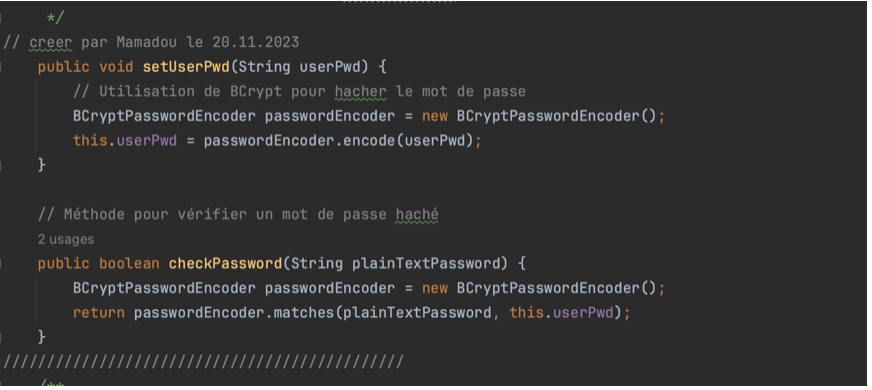 */
// creer par Mamadou le 20.11.2023
public void setUserPwd(String userPwd) {
// Utilisation de BCrypt pour hacher le mot de passe
BCryptPasswordEncoder passwordEncoder = new BCryptPasswordEncoder();
this.userPwd = passwordEncoder.encode(userPwd);
}
// Méthode pour vérifier un mot de passe haché
2 usages
public boolean checkPassword(String plainTextPassword) {
BCryptPasswordEncoder passwordEncoder = new BCryptPasswordEncoder();
return passwordEncoder.matches(plainTextPassword, this.userPwd);
}
//////////////////////////////////////////////
/**